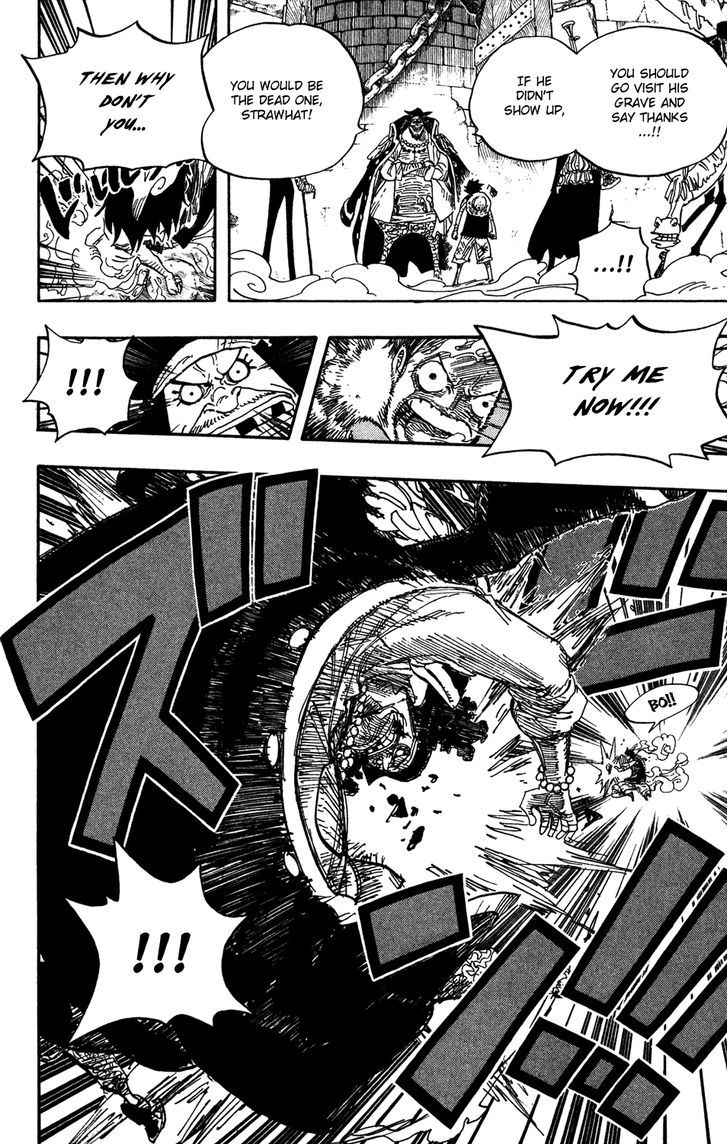 YOU SHOULD
GO VISIT HIS
GRAVE AND
SAY THANKS
...!!
IF HE
DIDN'T
SHOW UP,
...!!
YOU WOULD BE
THE DEAD ONE,
STRAWHAT!
THEN WHY
DON'T
YOU...
TRY ME
NOW!!!
!!!
BO!!
ズ
!!!